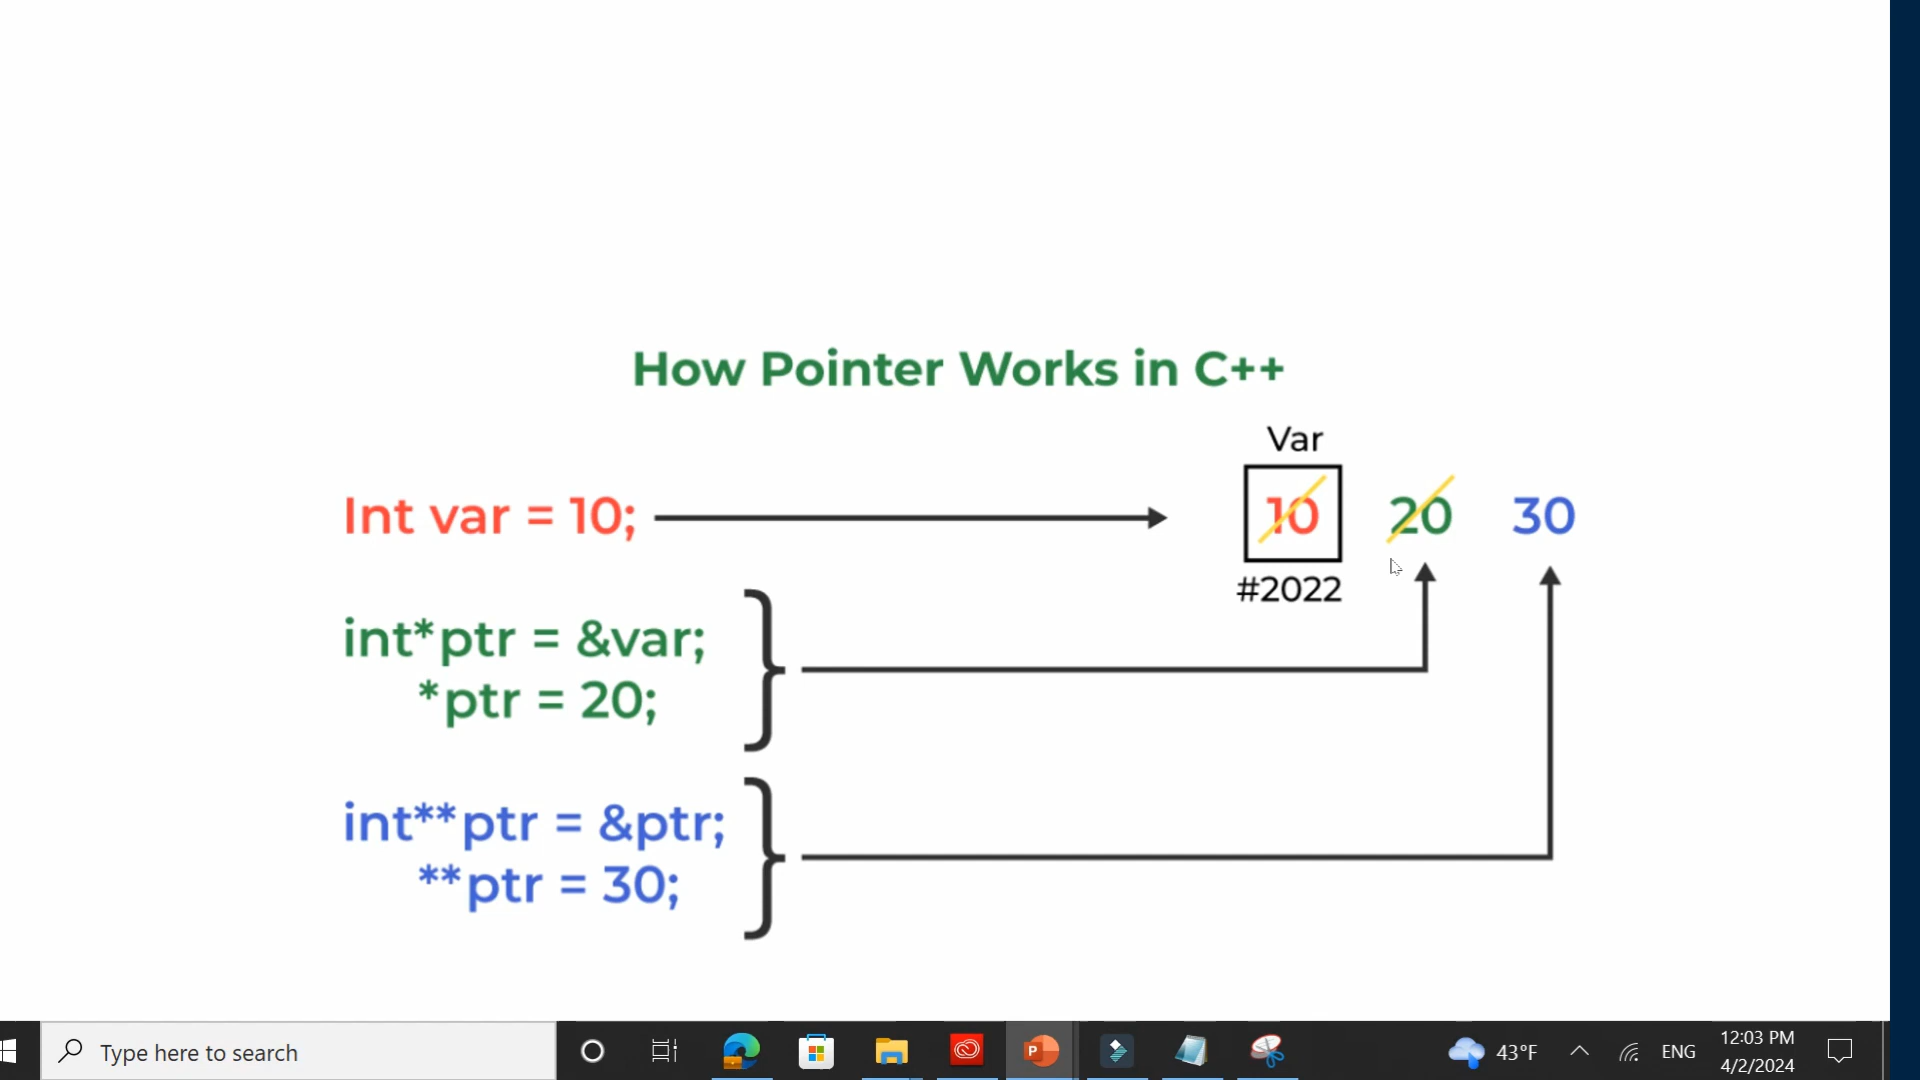 How Pointer Works in C++
Var
Int var = 10;
10 20 30
#2022
int*ptr = &var;
*ptr = 20;
int**ptr = &ptr;
**ptr = 30;
Type here to search
43°F
ENG
12:03 PM
4/2/2024